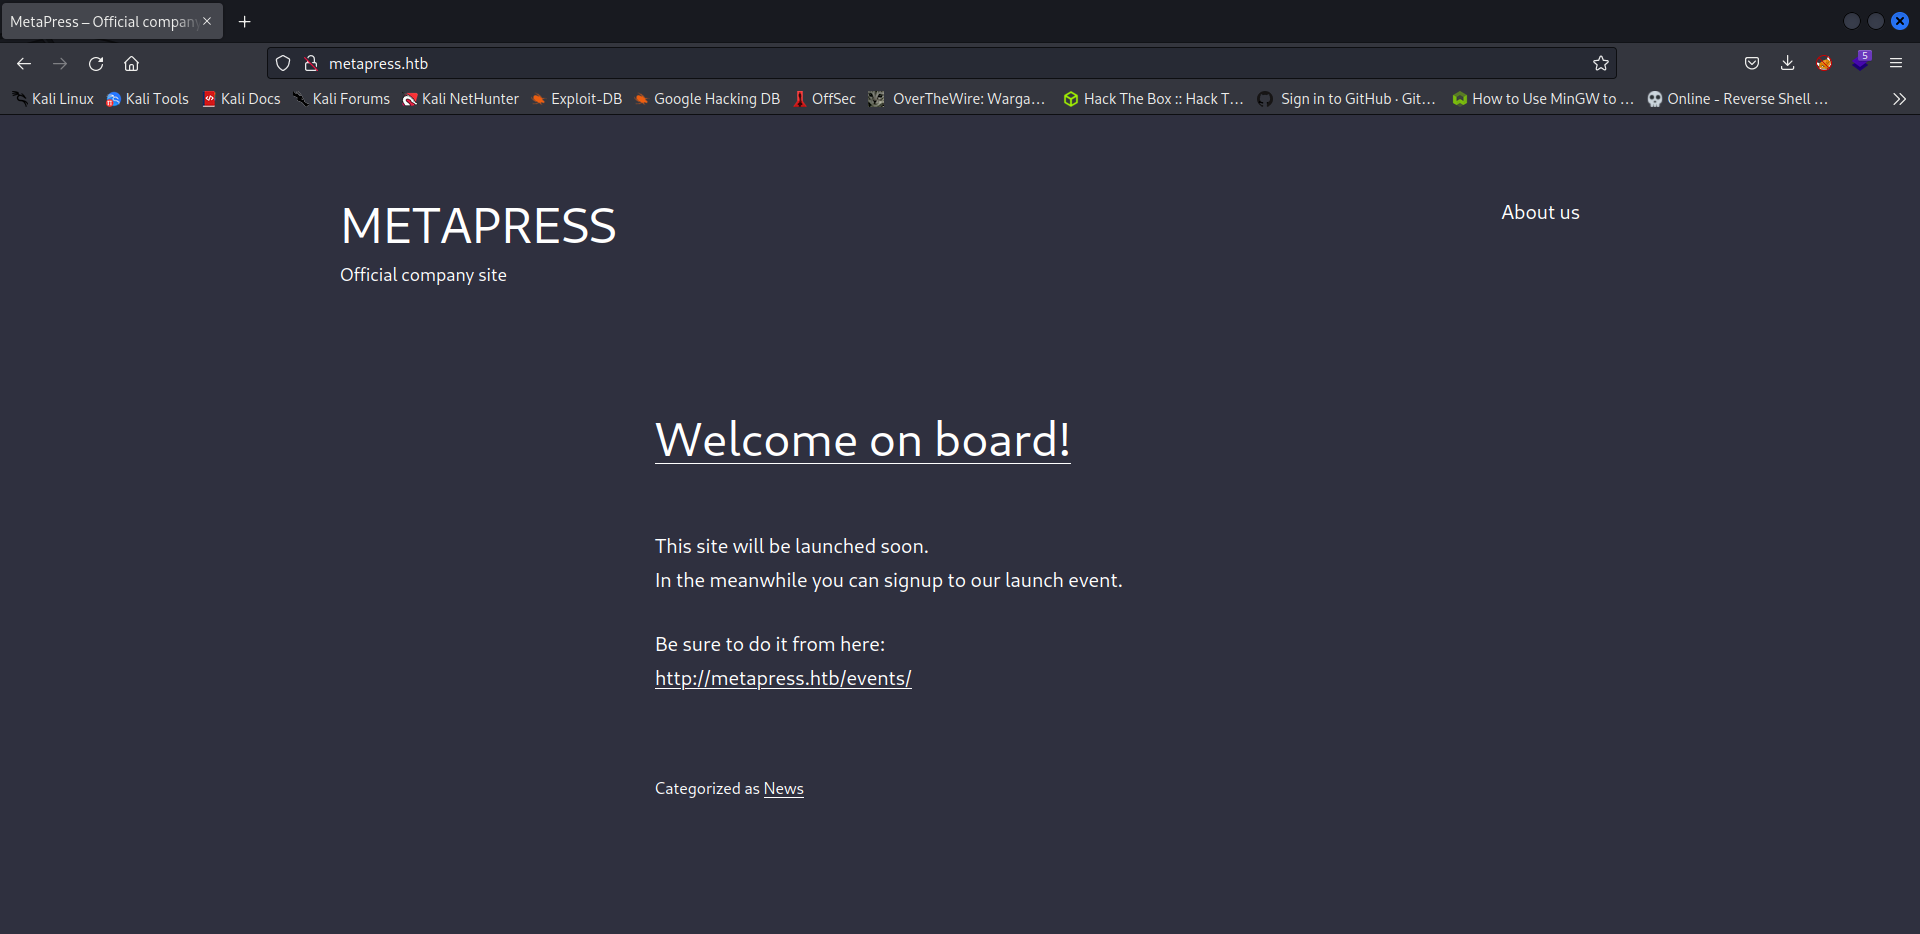 MetaPress – Official company
metapress.htb
5
Kali Linux Kali Tools Kali Docs Kali Forums Kali NetHunter Exploit-DB Google Hacking DB OffSec OverTheWire: Warga… Hack The Box :: Hack T… Sign in to GitHub · Git… How to Use MinGW to … Online - Reverse Shell …
METAPRESS
About us
Official company site
Welcome on board!
This site will be launched soon.
In the meanwhile you can signup to our launch event.
Be sure to do it from here:
http://metapress.htb/events/
Categorized as News